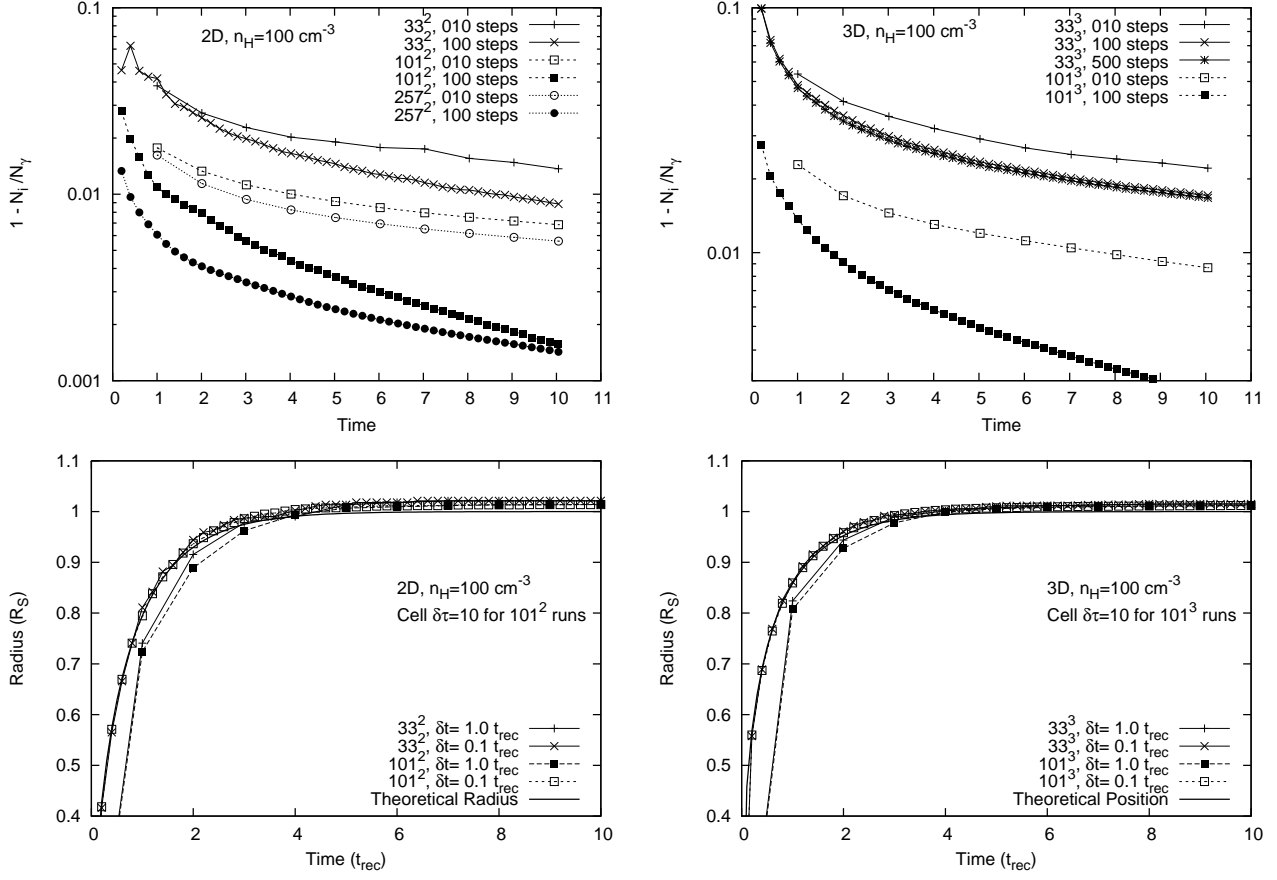 0.1
0.01
0.001
1 - N_i /N_γ
2D, n_H=100 cm^-3
33^2, 010 steps
33^2, 100 steps
101^2, 010 steps
101^2, 100 steps
257^2, 010 steps
257^2, 100 steps
0 1 2 3 4 5 6 7 8 9 10 11
Time
0.1
0.01
1 - N_i /N_γ
3D, n_H=100 cm^-3
33^3, 010 steps
33^3, 100 steps
33^3, 500 steps
101^3, 010 steps
101^3, 100 steps
0 1 2 3 4 5 6 7 8 9 10 11
Time
1.1
1
0.9
0.8
0.7
0.6
0.5
0.4
Radius (R_S)
2D, n_H=100 cm^-3
Cell δτ=10 for 101^2 runs
33^2, δt= 1.0 t_rec
33^2, δt= 0.1 t_rec
101^2, δt= 1.0 t_rec
101^2, δt= 0.1 t_rec
Theoretical Radius
0 2 4 6 8 10
Time (t_rec)
1.1
1
0.9
0.8
0.7
0.6
0.5
0.4
Radius (R_S)
3D, n_H=100 cm^-3
Cell δτ=10 for 101^3 runs
33^3, δt= 1.0 t_rec
33^3, δt= 0.1 t_rec
101^3, δt= 1.0 t_rec
101^3, δt= 0.1 t_rec
Theoretical Position
0 2 4 6 8 10
Time (t_rec)